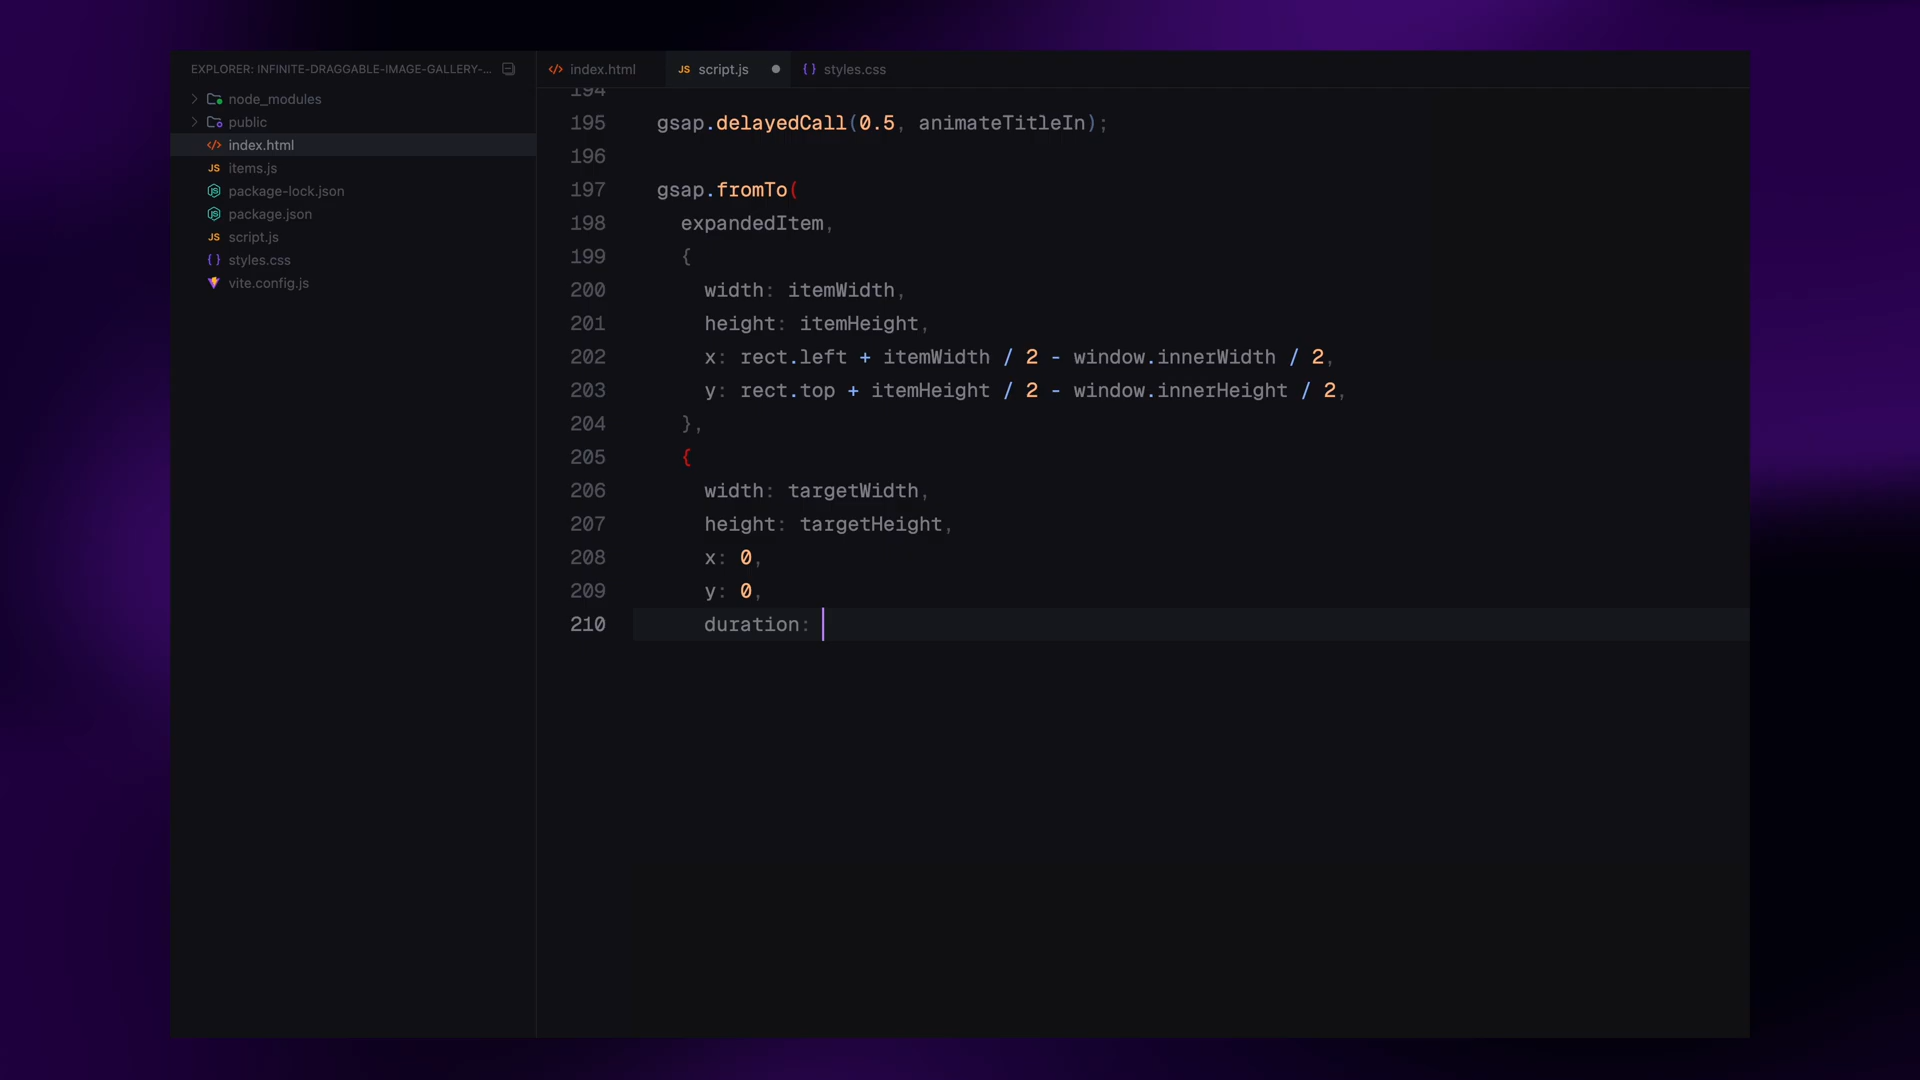 EXPLORER: INFINITE-DRAGGABLE-IMAGE-GALLERY-...
node_modules
public
index.html
items.js
package-lock.json
package.json
script.js
styles.css
vite.config.js
index.html
script.js
styles.css
194
195 gsap.delayedCall(0.5, animateTitleIn);
196
197 gsap.fromTo(
198 expandedItem,
199 {
200 width: itemWidth,
201 height: itemHeight,
202 x: rect.left + itemWidth / 2 - window.innerWidth / 2,
203 y: rect.top + itemHeight / 2 - window.innerHeight / 2,
204 },
205 {
206 width: targetWidth,
207 height: targetHeight,
208 x: 0,
209 y: 0,
210 duration: